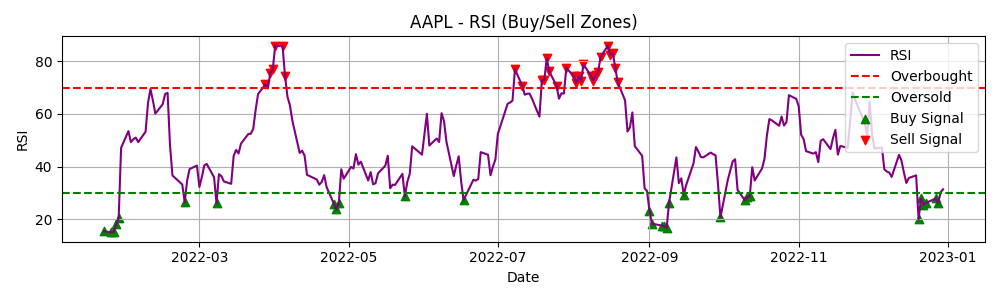 AAPL - RSI (Buy/Sell Zones)
RSI
80
60
40
20
RSI
Overbought
Oversold
Buy Signal
Sell Signal
2022-03 2022-05 2022-07 2022-09 2022-11 2023-01
Date